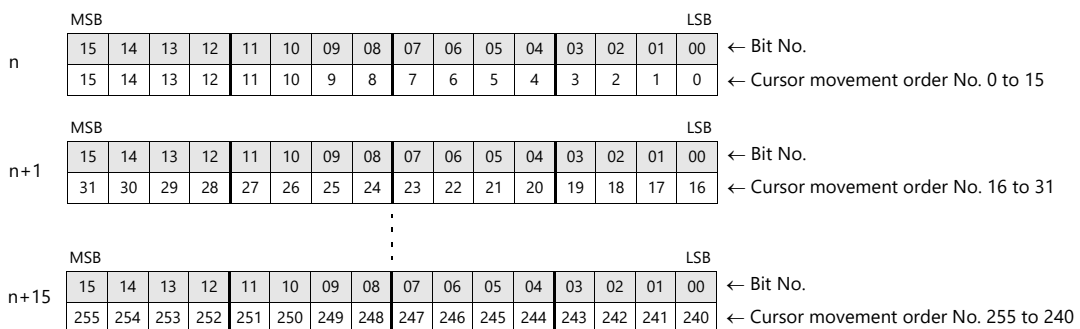 MSB LSB
15 14 13 12 11 10 09 08 07 06 05 04 03 02 01 00 ← Bit No.
n
15 14 13 12 11 10 9 8 7 6 5 4 3 2 1 0 ← Cursor movement order No. 0 to 15
MSB LSB
15 14 13 12 11 10 09 08 07 06 05 04 03 02 01 00 ← Bit No.
n+1
31 30 29 28 27 26 25 24 23 22 21 20 19 18 17 16 ← Cursor movement order No. 16 to 31
MSB LSB
15 14 13 12 11 10 09 08 07 06 05 04 03 02 01 00 ← Bit No.
n+15
255 254 253 252 251 250 249 248 247 246 245 244 243 242 241 240 ← Cursor movement order No. 255 to 240